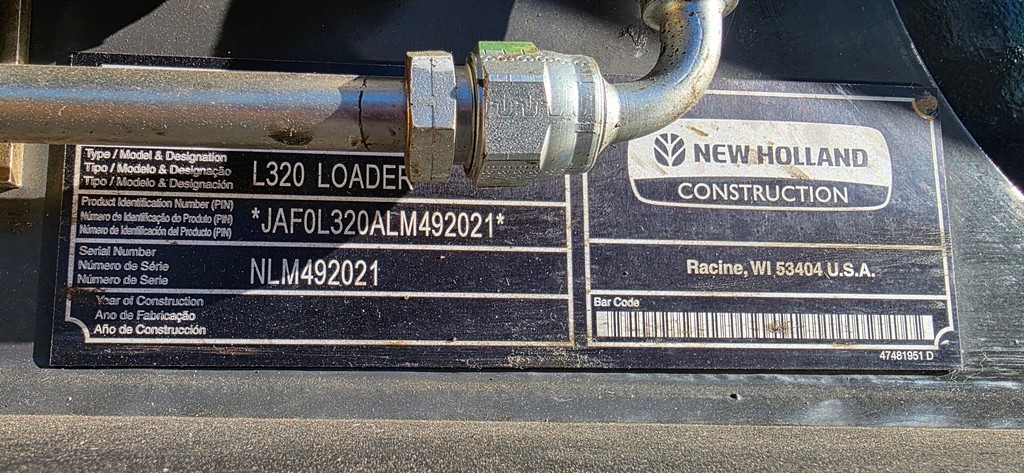 Type / Model & Designation
Tipo / Modelo & Designação
Tipo / Modelo & Designación
L320 LOADER
Product Identification Number (PIN)
Número de Identificação do Produto (PIN)
Número de Identificación del Producto (PIN)
*JAF0L320ALM492021*
Serial Number
Número de Série
Número de Serie
NLM492021
Year of Construction
Ano de Fabricação
Año de Construcción
NEW HOLLAND
CONSTRUCTION
Racine, WI 53404 U.S.A.
Bar Code
47481951 D